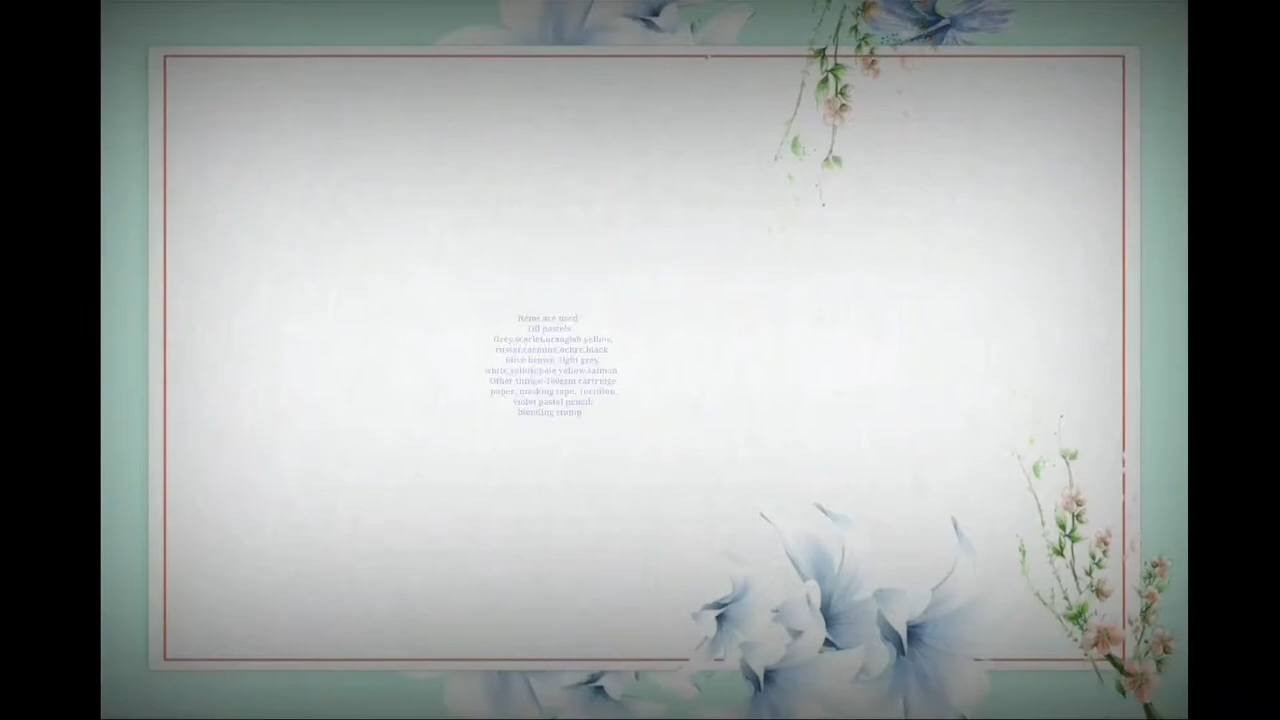 Items are used
Oil pastels
Grey,scarlet,orangish yellow,
russet,carmine,ochre,black
olive brown, light grey,
white,yellow,pale yellow,salmon
Other things: cartridge
paper, masking tape,
violet pastel pencil,
blending stump